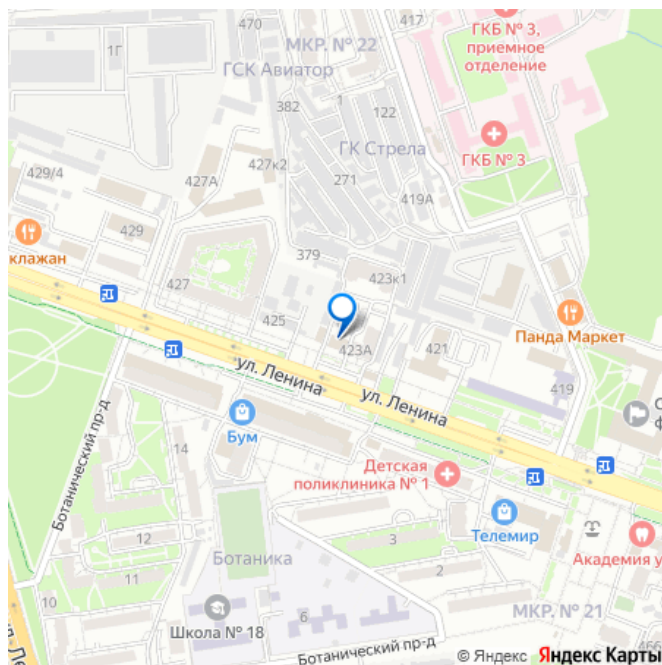 470
419
417
ГКБ № 3,
приемное
отделение
МКР. № 22
1Г
ГСК Авиатор
382
1
122
ГК Стрела
ГКБ № 3
427к2
429/4
427А
271
419А
429
клажан
379
423к1
427
425
Панда Маркет
423А
421
ул. Ленина
ул. Ленина
419
Бум
Ботанический пр-д
14
Детская
поликлиника № 1
Телемир
12
Ботаника
3
Академия у
11
2
10
6
МКР. № 21
Школа № 18
Ботанический пр-д
466
© Яндекс Яндекс Карты